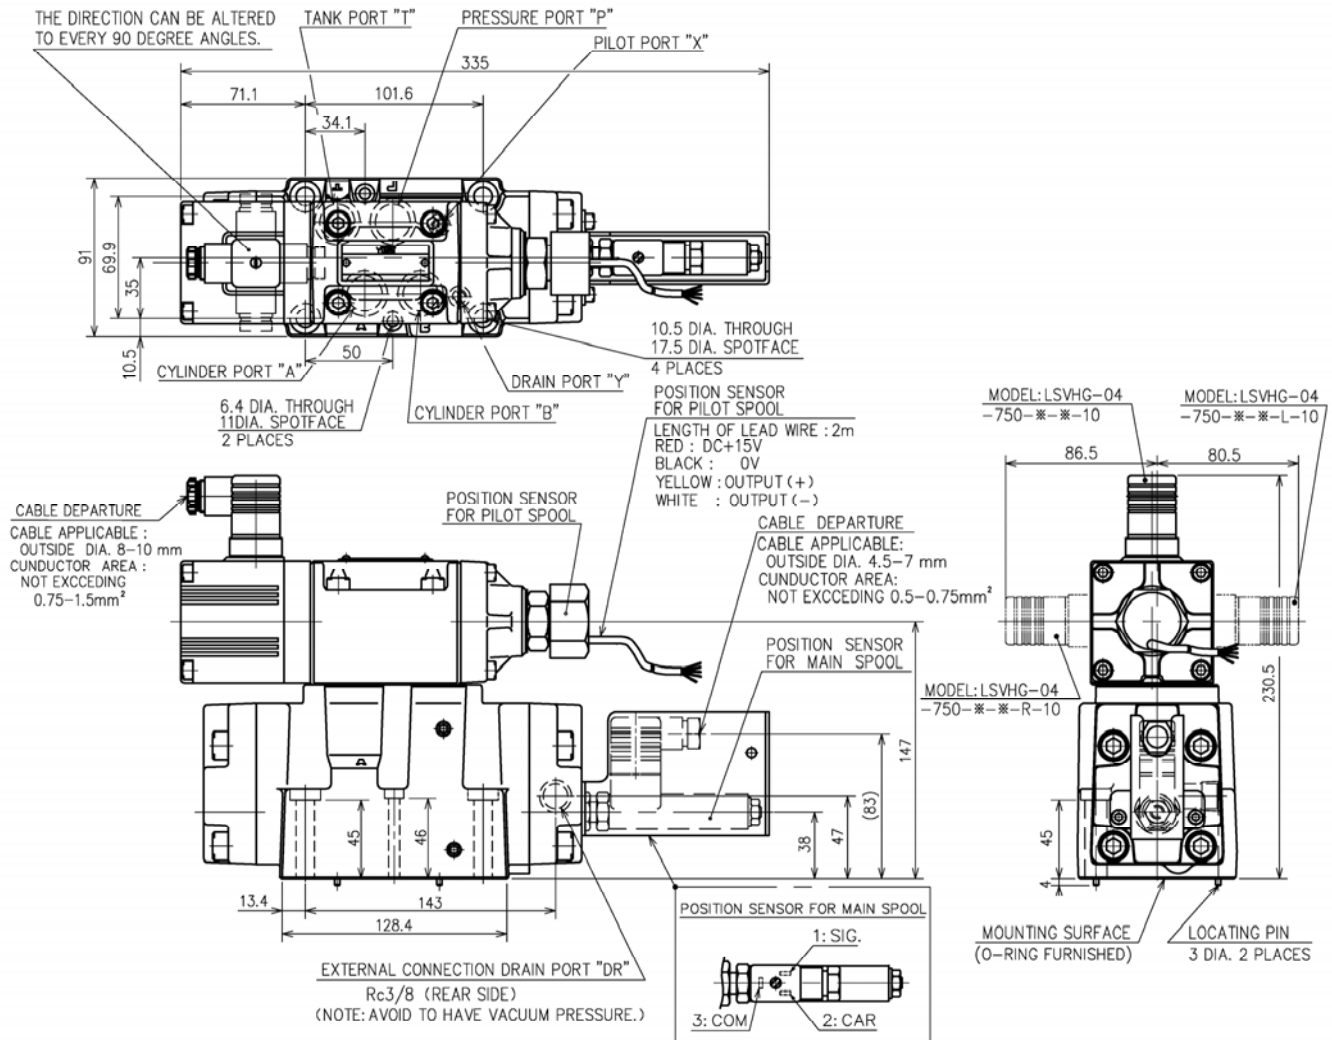 THE DIRECTION CAN BE ALTERED
TO EVERY 90 DEGREE ANGLES.
TANK PORT "T"
PRESSURE PORT "P"
PILOT PORT "X"
335
71.1
101.6
34.1
91
69.9
35
10.5
50
CYLINDER PORT "A"
6.4 DIA. THROUGH
11DIA. SPOTFACE
2 PLACES
CYLINDER PORT "B"
DRAIN PORT "Y"
10.5 DIA. THROUGH
17.5 DIA. SPOTFACE
4 PLACES
POSITION SENSOR
FOR PILOT SPOOL
LENGTH OF LEAD WIRE : 2m
RED : DC+15V
BLACK : 0V
YELLOW : OUTPUT (+)
WHITE : OUTPUT (-)
CABLE DEPARTURE
CABLE APPLICABLE :
OUTSIDE DIA. 8-10 mm
CUNDUCTOR AREA :
NOT EXCCEDING
0.75-1.5mm²
POSITION SENSOR
FOR PILOT SPOOL
CABLE DEPARTURE
CABLE APPLICABLE:
OUTSIDE DIA. 4.5-7 mm
CUNDUCTOR AREA:
NOT EXCCEDING 0.5-0.75mm²
POSITION SENSOR
FOR MAIN SPOOL
A
45
46
38
47
(83)
147
13.4
143
128.4
EXTERNAL CONNECTION DRAIN PORT "DR"
Rc3/8 (REAR SIDE)
(NOTE: AVOID TO HAVE VACUUM PRESSURE.)
POSITION SENSOR FOR MAIN SPOOL
1: SIG.
3: COM
2: CAR
MODEL: LSVHG-04
-750-※-※-10
MODEL: LSVHG-04
-750-※-※-L-10
86.5
80.5
MODEL: LSVHG-04
-750-※-※-R-10
230.5
45
4
MOUNTING SURFACE
(O-RING FURNISHED)
LOCATING PIN
3 DIA. 2 PLACES